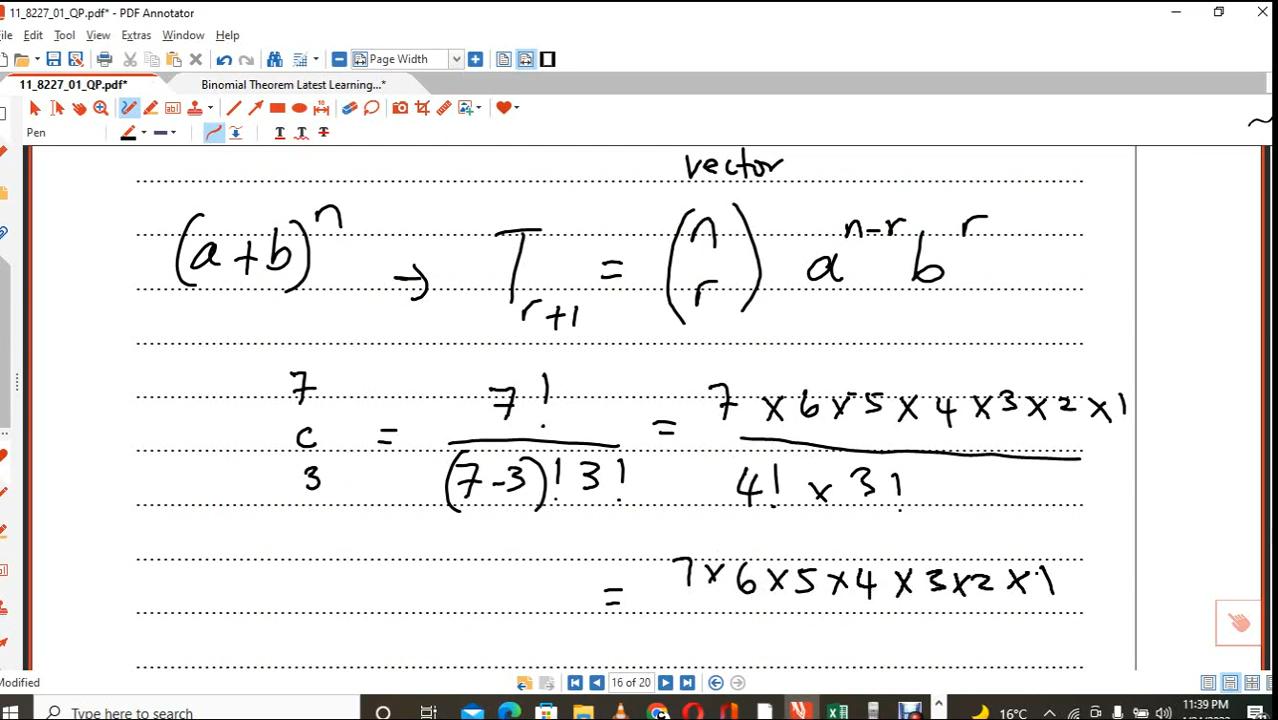 11_8227_01_QP.pdf* - PDF Annotator
File Edit Tool View Extras Window Help
Page Width
11_8227_01_QP.pdf* Binomial Theorem Latest Learning...*
Pen
vector
(a+b)^n → T_{r+1} = (n r) a^{n-r} b^r
7 c 3 = 7! / (7-3)! 3! = 7 × 6 × 5 × 4 × 3 × 2 × 1 / 4! × 3!
= 7 × 6 × 5 × 4 × 3 × 2 × 1
Modified 16 of 20
Type here to search 16°C 11:39 PM